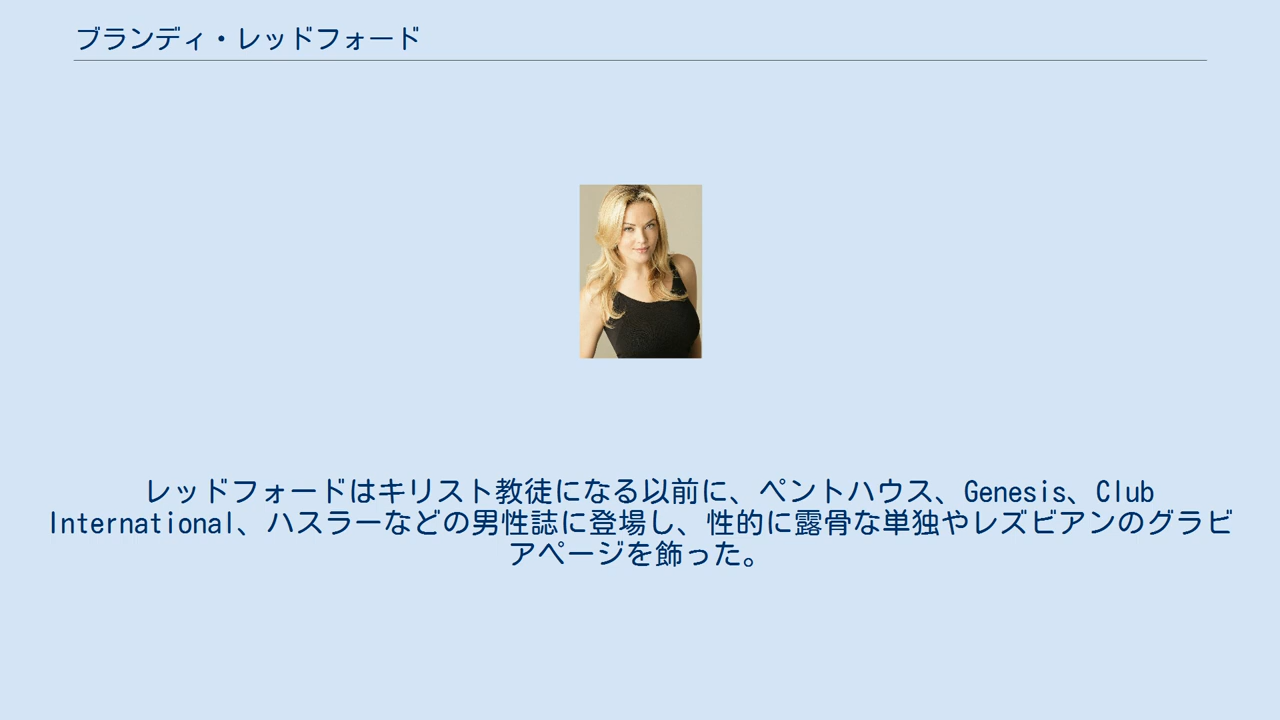 ブランディ・レッドフォード
レッドフォードはキリスト教徒になる以前に、ペントハウス、Genesis、Club
International、ハスラーなどの男性誌に登場し、性的に露骨な単独やレズビアンのグラビ
アページを飾った。